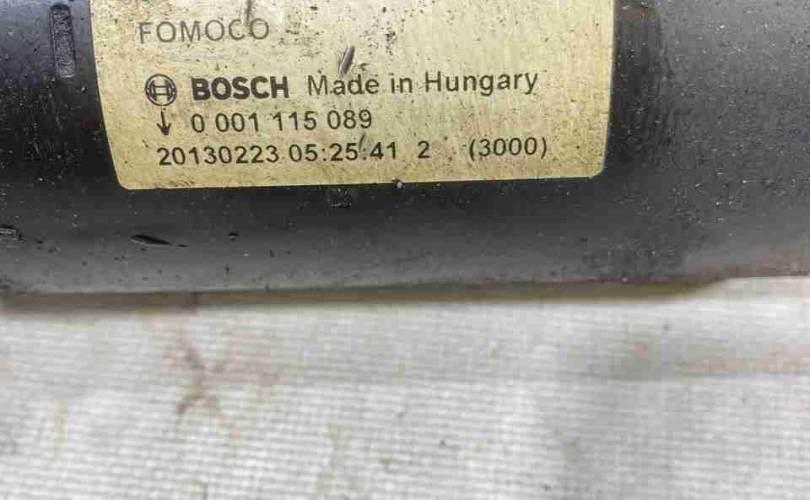 FOMOCO
BOSCH Made in Hungary
↓ 0 001 115 089
20130223 05:25:41 2 (3000)